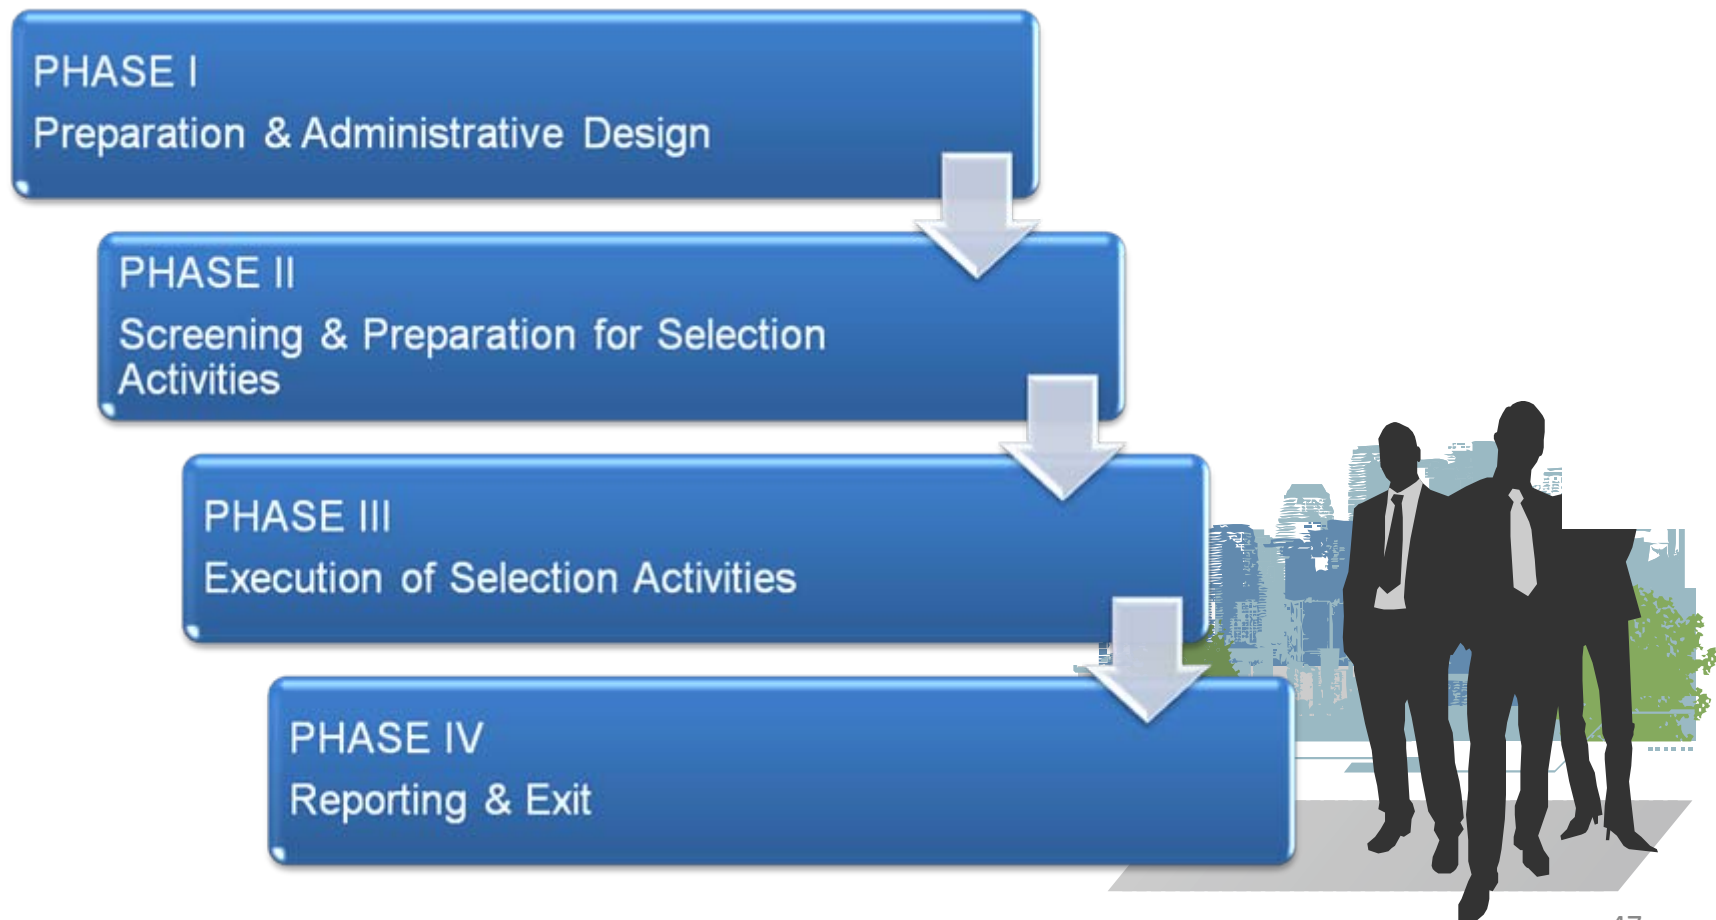 PHASE I
Preparation & Administrative Design
PHASE II
Screening & Preparation for Selection
Activities
PHASE III
Execution of Selection Activities
PHASE IV
Reporting & Exit